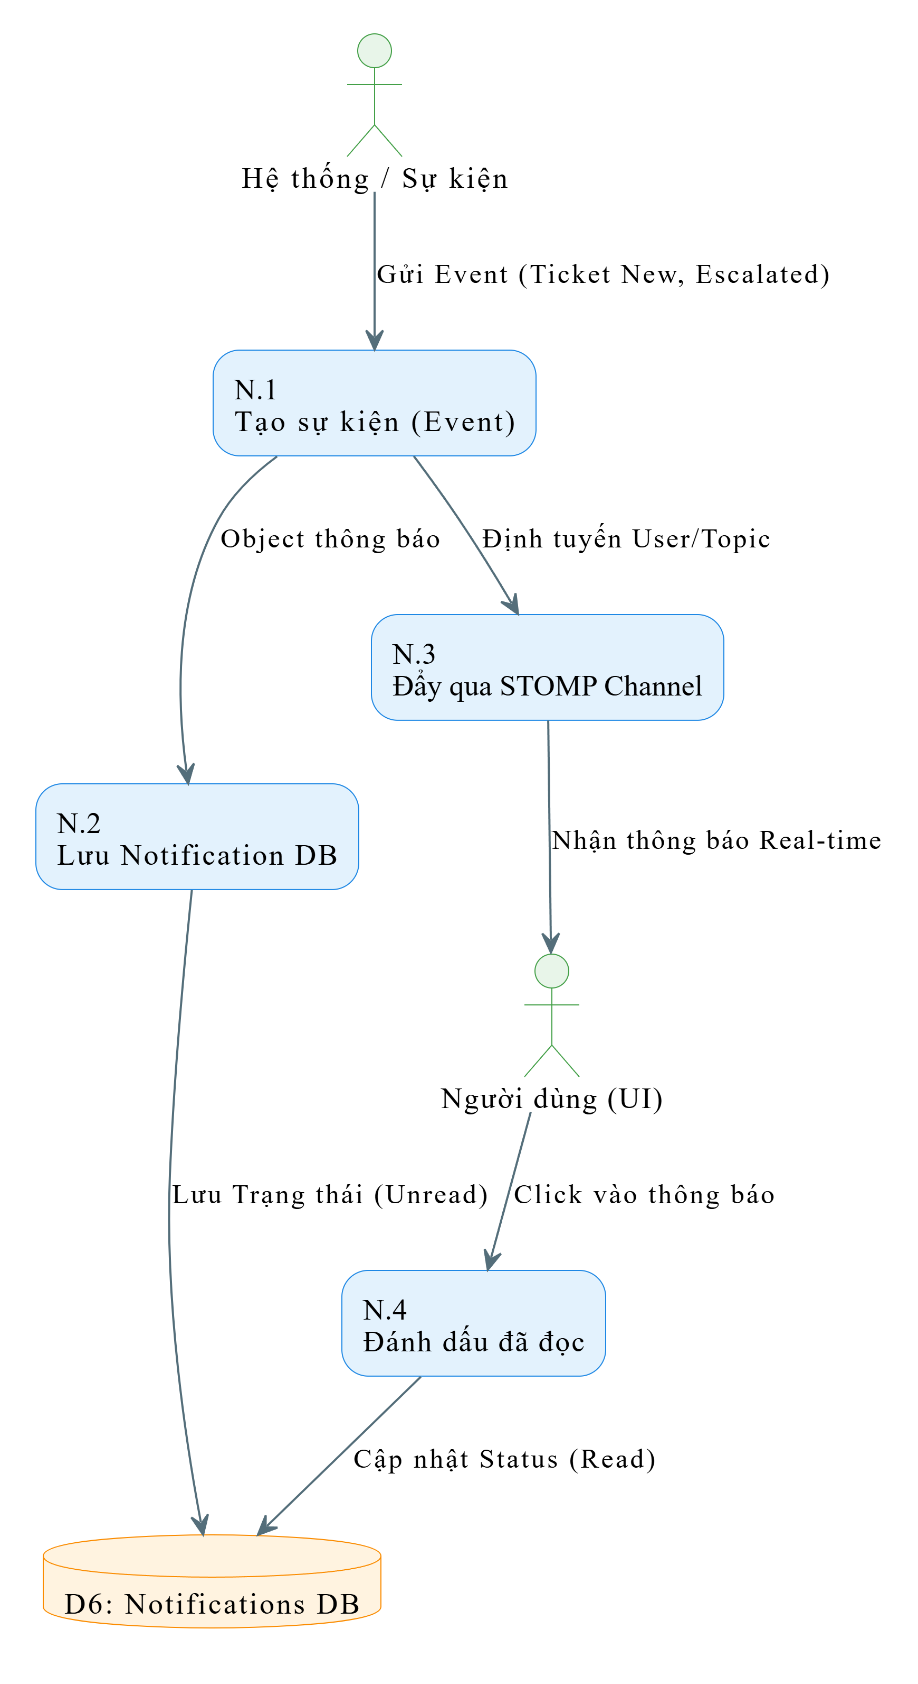 Hệ thống / Sự kiện
Gửi Event (Ticket New, Escalated)
N.1
Tạo sự kiện (Event)
Object thông báo
Định tuyến User/Topic
N.3
Đẩy qua STOMP Channel
N.2
Lưu Notification DB
Nhận thông báo Real-time
Người dùng (UI)
Lưu Trạng thái (Unread)
Click vào thông báo
N.4
Đánh dấu đã đọc
Cập nhật Status (Read)
D6: Notifications DB